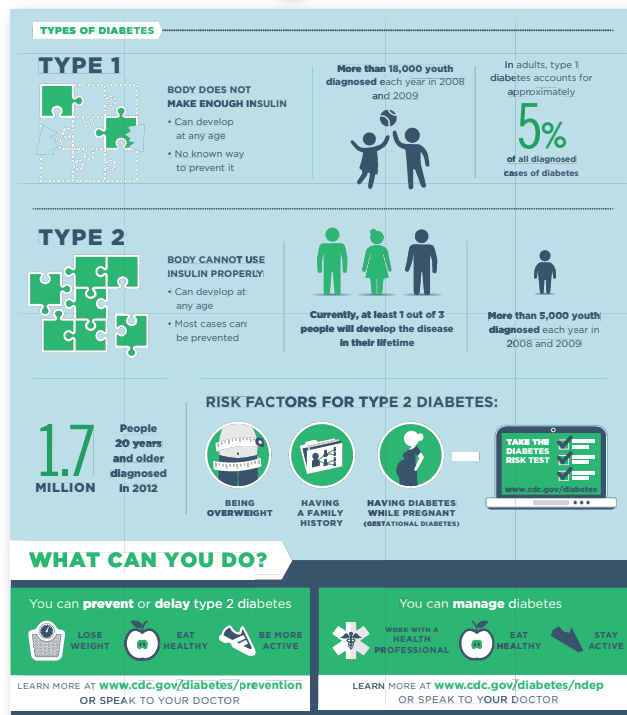 TYPES OF DIABETES
TYPE 1
BODY DOES NOT
MAKE ENOUGH INSULIN
• Can develop
at any age
• No known way
to prevent it
More than 18,000 youth
diagnosed each year in 2008
and 2009
In adults, type 1
diabetes accounts for
approximately
5%
of all diagnosed
cases of diabetes
TYPE 2
BODY CANNOT USE
INSULIN PROPERLY
• Can develop at
any age
• Most cases can
be prevented
Currently, at least 1 out of 3
people will develop the disease
in their lifetime
More than 5,000 youth
diagnosed each year in
2008 and 2009
1.7
MILLION
People
20 years
and older
diagnosed
in 2012
RISK FACTORS FOR TYPE 2 DIABETES:
BEING
OVERWEIGHT
HAVING
A FAMILY
HISTORY
HAVING DIABETES
WHILE PREGNANT
(GESTATIONAL DIABETES)
TAKE THE
DIABETES
RISK TEST
www.cdc.gov/diabetes
WHAT CAN YOU DO?
You can prevent or delay type 2 diabetes
LOSE
WEIGHT
EAT
HEALTHY
BE MORE
ACTIVE
LEARN MORE AT www.cdc.gov/diabetes/prevention
OR SPEAK TO YOUR DOCTOR
You can manage diabetes
WORK WITH A
HEALTH
PROFESSIONAL
EAT
HEALTHY
STAY
ACTIVE
LEARN MORE AT www.cdc.gov/diabetes/ndep
OR SPEAK TO YOUR DOCTOR